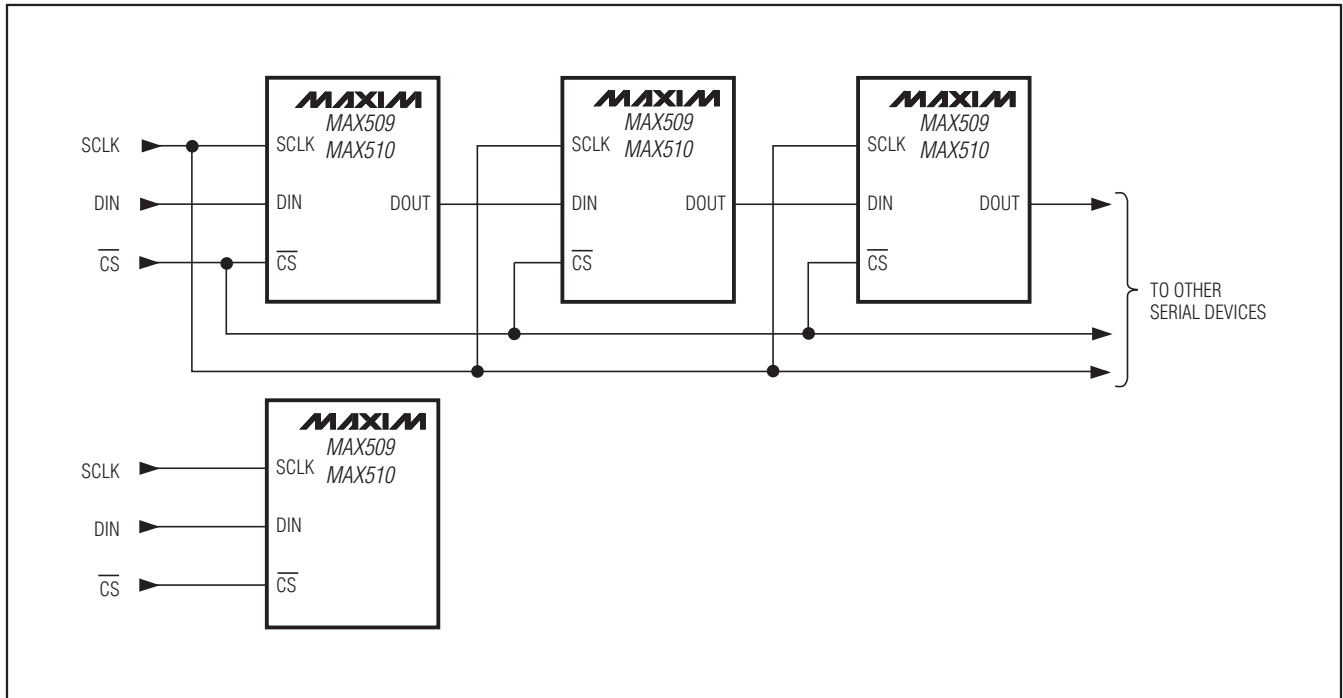 MAXIM
MAX509
MAX510
SCLK
SCLK
DIN
DIN
DOUT
CS
CS
MAXIM
MAX509
MAX510
SCLK
DIN
DOUT
CS
MAXIM
MAX509
MAX510
SCLK
DIN
DOUT
CS
TO OTHER
SERIAL DEVICES
MAXIM
MAX509
MAX510
SCLK
SCLK
DIN
DIN
CS
CS